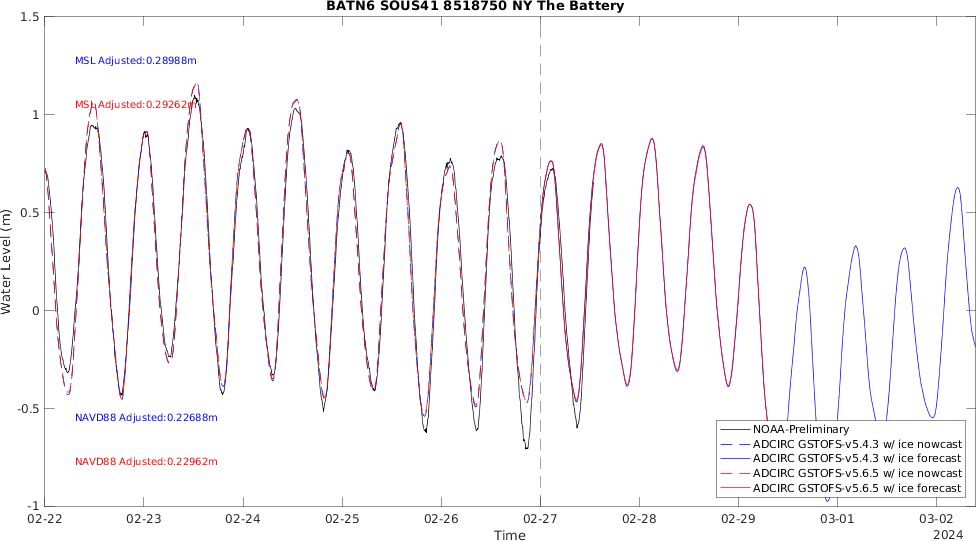 BATN6 SOUS41 8518750 NY The Battery
1.5
MSL Adjusted:0.28988m
MSL Adjusted:0.29262m
1
0.5
Water Level (m)
0
-0.5
NAVD88 Adjusted:0.22688m
NAVD88 Adjusted:0.22962m
NOAA-Preliminary
ADCIRC GSTOFS-v5.4.3 w/ ice nowcast
ADCIRC GSTOFS-v5.4.3 w/ ice forecast
ADCIRC GSTOFS-v5.6.5 w/ ice nowcast
ADCIRC GSTOFS-v5.6.5 w/ ice forecast
-1
02-22 02-23 02-24 02-25 02-26 02-27 02-28 02-29 03-01 03-02
Time
2024